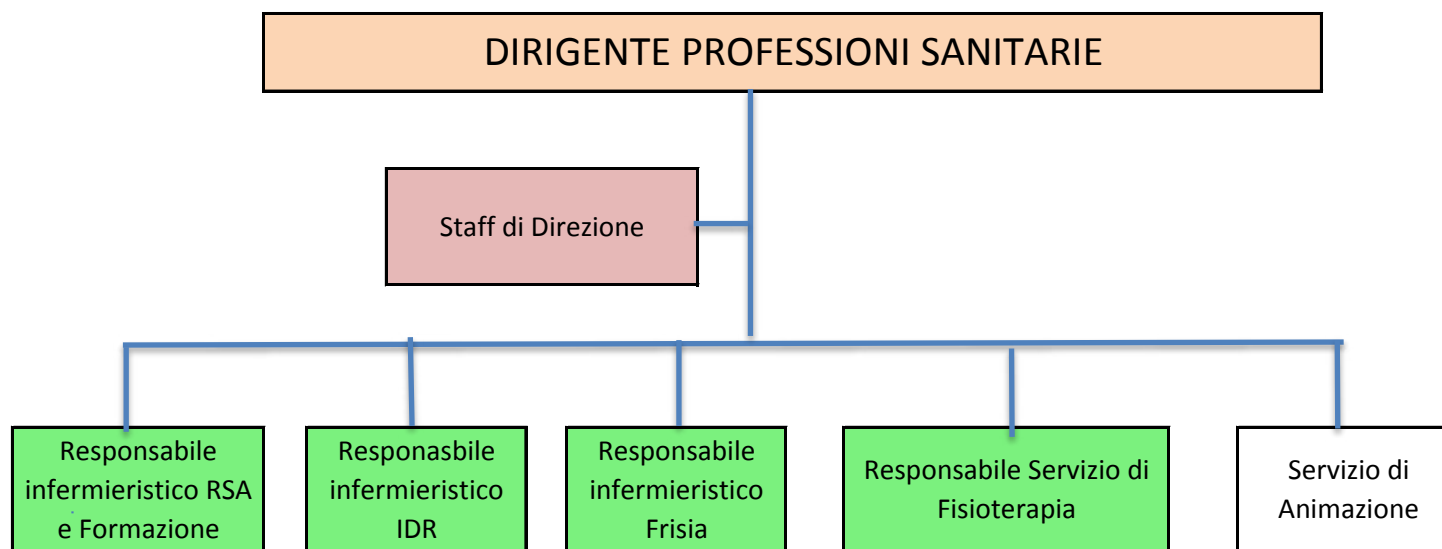 DIRIGENTE PROFESSIONI SANITARIE
Staff di Direzione
Responsabile
infermieristico RSA
e Formazione
Responasbile
infermieristico
IDR
Responsabile
infermieristico
Frisia
Responsabile Servizio di
Fisioterapia
Servizio di
Animazione